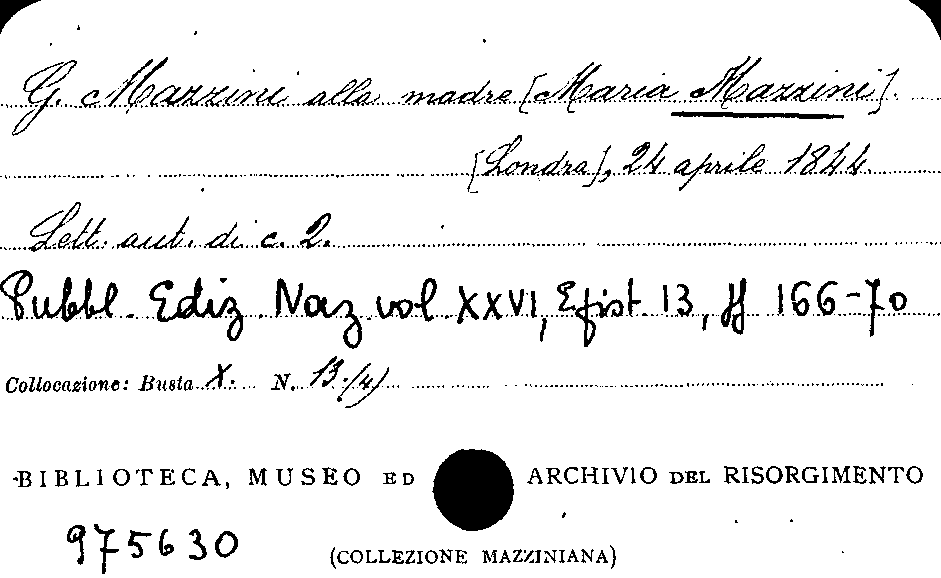 G. Mazzini alla madre [Maria Mazzini].
[Londra], 24 aprile 1844.
Lett. aut. di c. 2.
Pubbl. Ediz. Naz. vol. XXVI, Epist. 13, pp 166-70
Collocazione: Busta X. N. 13./4)
BIBLIOTECA, MUSEO ED ARCHIVIO DEL RISORGIMENTO
975630
(COLLEZIONE MAZZINIANA)